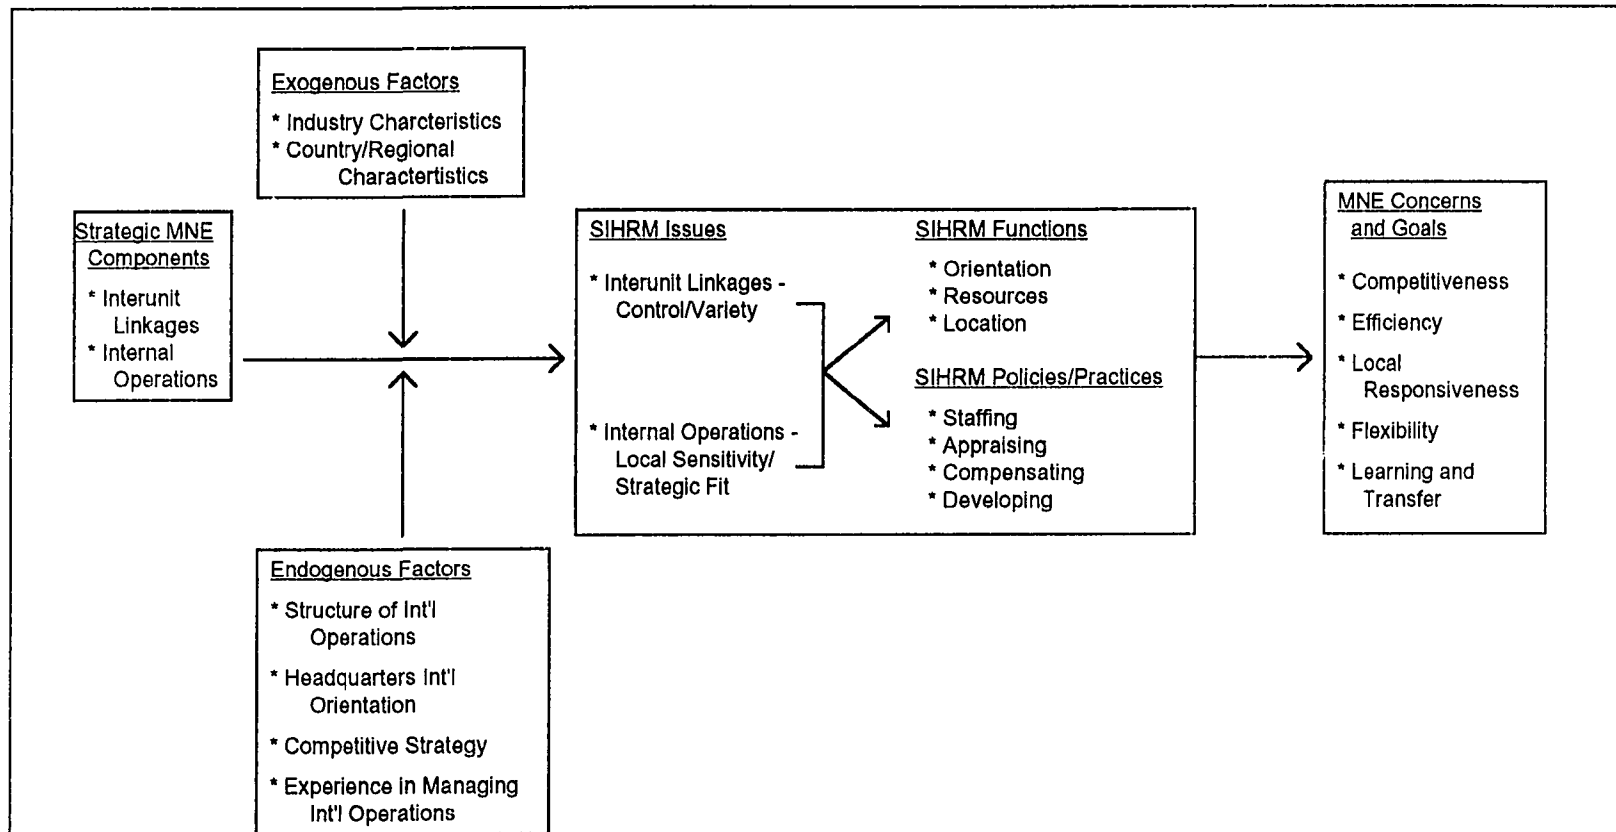 Exogenous Factors
* Industry Charcteristics
* Country/Regional
Charactertistics
Strategic MNE
Components
* Interunit
Linkages
* Internal
Operations
SIHRM Issues
* Interunit Linkages -
Control/Variety
* Internal Operations -
Local Sensitivity/
Strategic Fit
SIHRM Functions
* Orientation
* Resources
* Location
SIHRM Policies/Practices
* Staffing
* Appraising
* Compensating
* Developing
MNE Concerns
and Goals
* Competitiveness
* Efficiency
* Local
Responsiveness
* Flexibility
* Learning and
Transfer
Endogenous Factors
* Structure of Int'l
Operations
* Headquarters Int'l
Orientation
* Competitive Strategy
* Experience in Managing
Int'l Operations